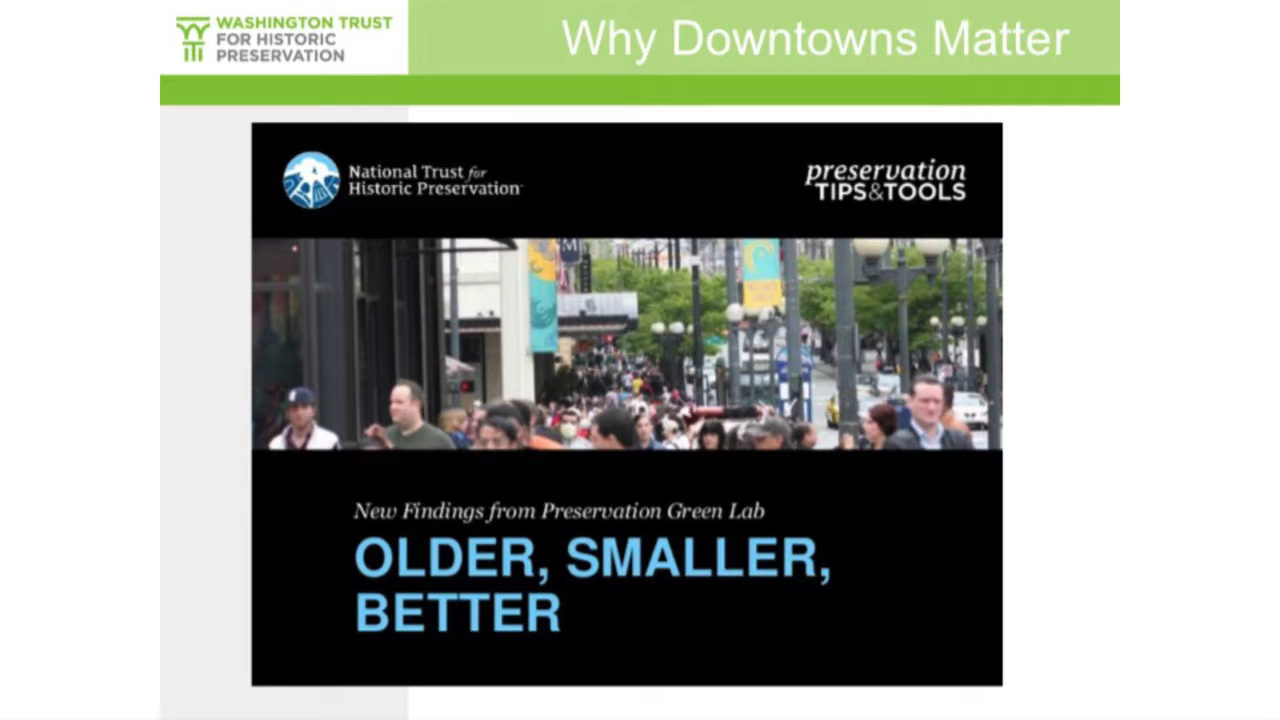 WASHINGTON TRUST
FOR HISTORIC
PRESERVATION
Why Downtowns Matter
National Trust for
Historic Preservation
preservation
TIPS&TOOLS
M
New Findings from Preservation Green Lab
OLDER, SMALLER,
BETTER